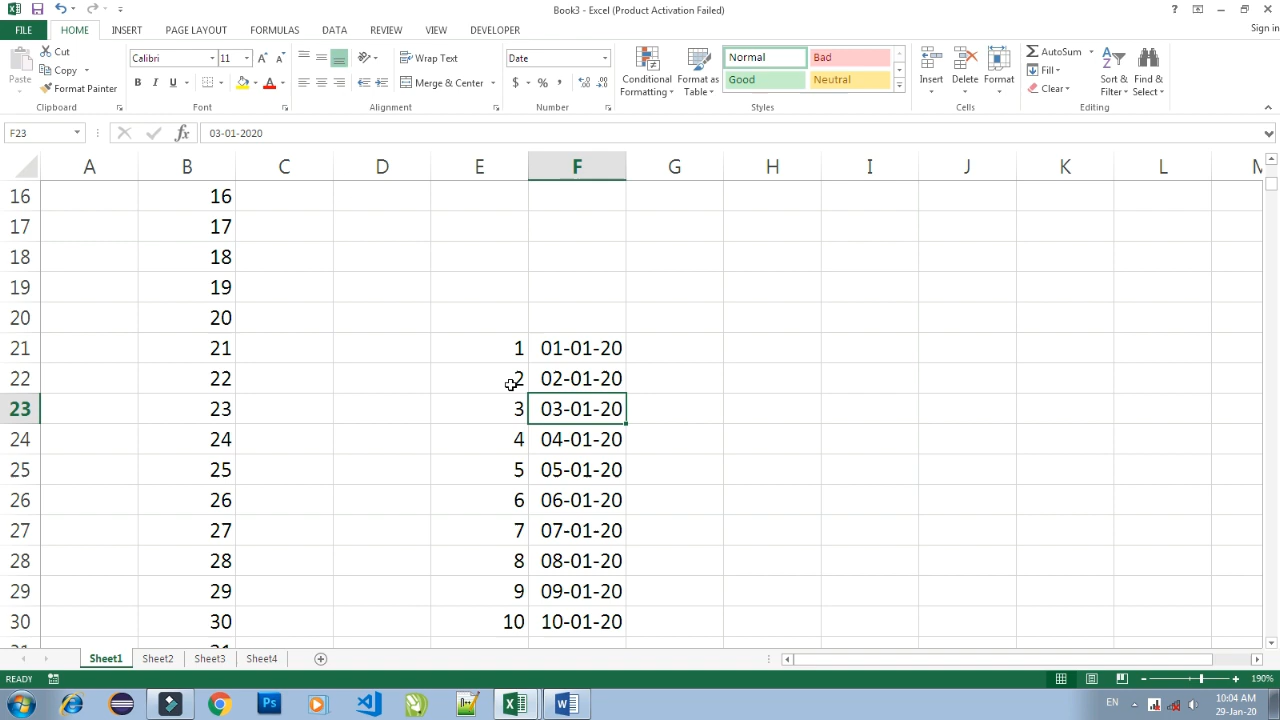 Book3 - Excel (Product Activation Failed)
Sign in
FILE HOME INSERT PAGE LAYOUT FORMULAS DATA REVIEW VIEW DEVELOPER
Paste
Cut
Copy
Format Painter
Clipboard
Calibri 11
B I U
Font
Wrap Text
Merge & Center
Alignment
Date
$ %
Number
Conditional Formatting
Format as Table
Normal Bad
Good Neutral
Styles
Insert Delete Format
Cells
AutoSum
Fill
Clear
Sort & Filter
Find & Select
Editing
F23 fx 03-01-2020
A B C D E F G H I J K L M
16 16
17 17
18 18
19 19
20 20
21 21 1 01-01-20
22 22 2 02-01-20
23 23 3 03-01-20
24 24 4 04-01-20
25 25 5 05-01-20
26 26 6 06-01-20
27 27 7 07-01-20
28 28 8 08-01-20
29 29 9 09-01-20
30 30 10 10-01-20
Sheet1 Sheet2 Sheet3 Sheet4
READY 190%
EN 10:04 AM
29-Jan-20